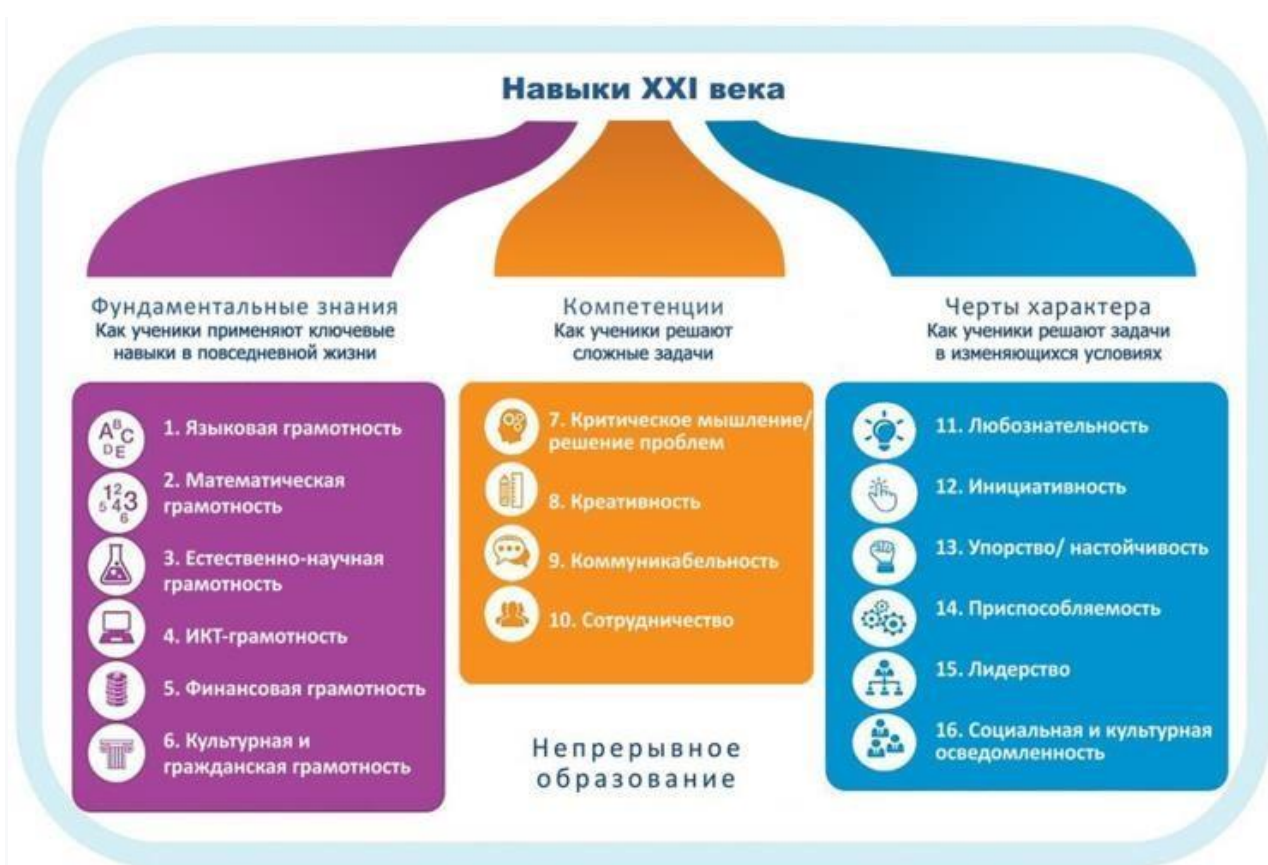 Навыки XXI века
Фундаментальные знания
Как ученики применяют ключевые
навыки в повседневной жизни
1. Языковая грамотность
2. Математическая
грамотность
3. Естественно-научная
грамотность
4. ИКТ-грамотность
5. Финансовая грамотность
6. Культурная и
гражданская грамотность
Компетенции
Как ученики решают
сложные задачи
7. Критическое мышление/
решение проблем
8. Креативность
9. Коммуникабельность
10. Сотрудничество
Непрерывное
образование
Черты характера
Как ученики решают задачи
в изменяющихся условиях
11. Любознательность
12. Инициативность
13. Упорство/ настойчивость
14. Приспособляемость
15. Лидерство
16. Социальная и культурная
осведомленность